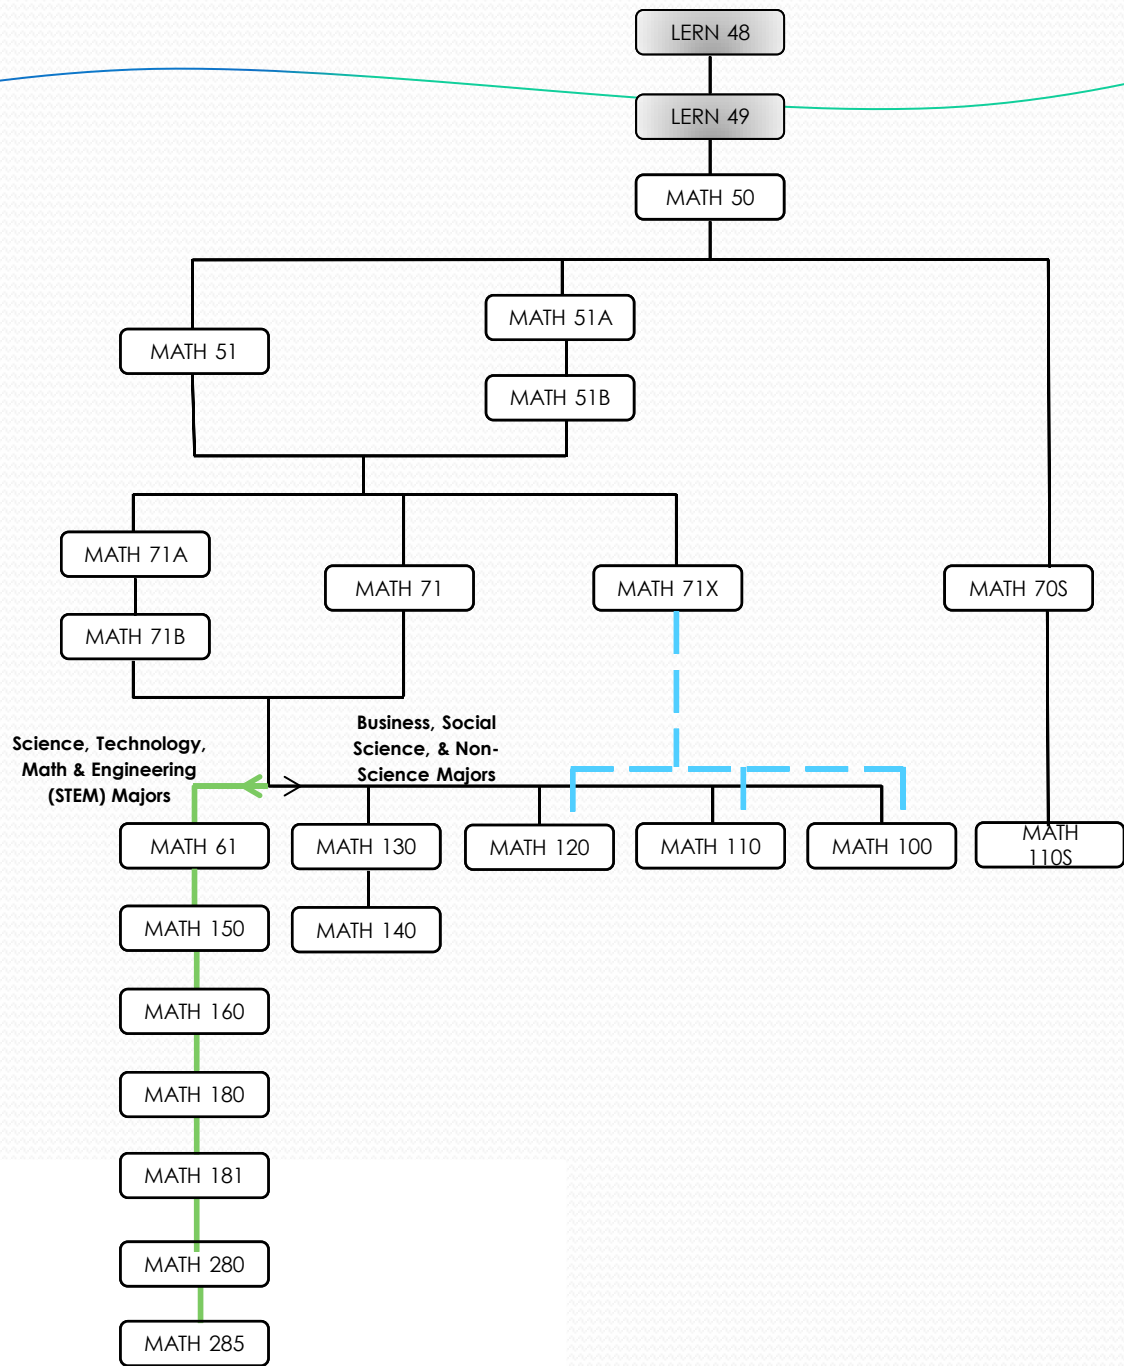 LERN 48
LERN 49
MATH 50
MATH 51A
MATH 51
MATH 51B
MATH 71A
MATH 71
MATH 71X
MATH 70S
MATH 71B
Business, Social
Science, & Non-
Science Majors
Science, Technology,
Math & Engineering
(STEM) Majors
MATH 61
MATH 130
MATH 120
MATH 110
MATH 100
MATH
110S
MATH 150
MATH 140
MATH 160
MATH 180
MATH 181
MATH 280
MATH 285